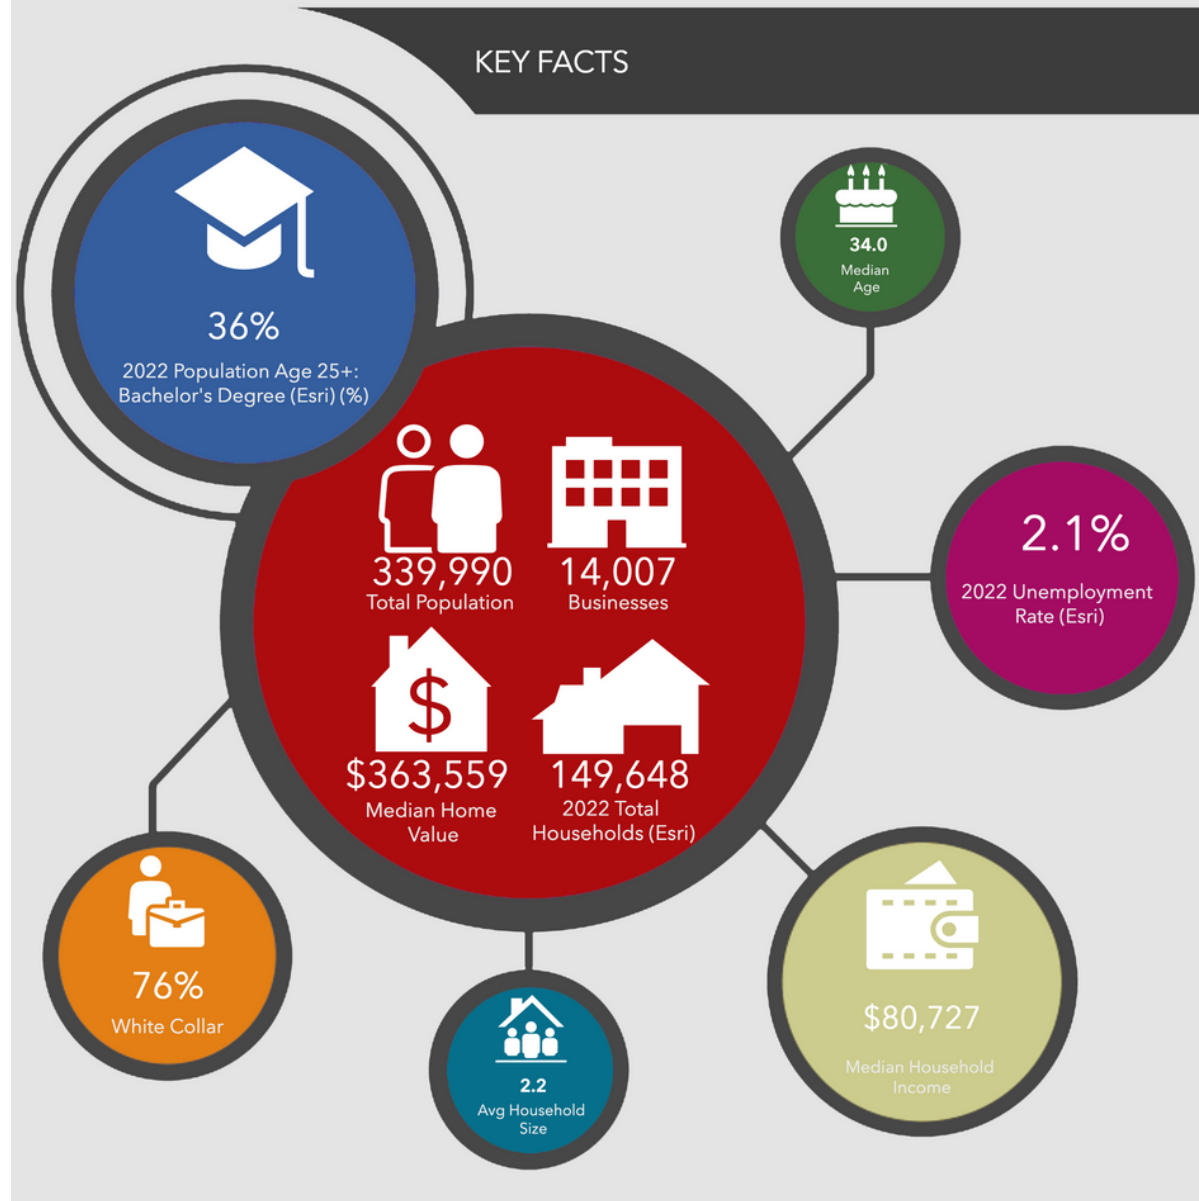 KEY FACTS
36%
2022 Population Age 25+:
Bachelor's Degree (Esri) (%)
34.0
Median
Age
339,990
Total Population
14,007
Businesses
2.1%
2022 Unemployment
Rate (Esri)
$
$363,559
Median Home
Value
149,648
2022 Total
Households (Esri)
76%
White Collar
2.2
Avg Household
Size
$80,727
Median Household
Income